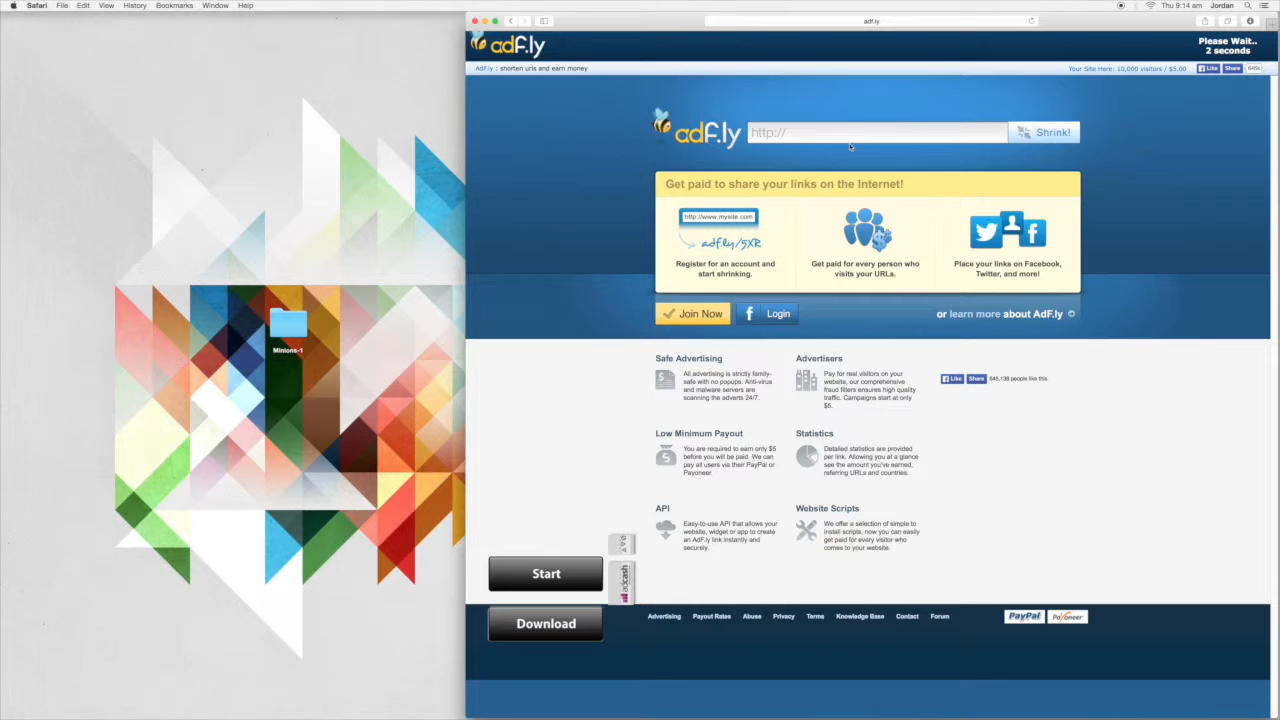 Safari File Edit View History Bookmarks Window Help
Thu 9:14 am Jordan
adf.ly
adf.ly
Please Wait..
2 seconds
AdF.ly : shorten urls and earn money
Your Site Here: 10,000 visitors / $5.00
Like Share 645k
adf.ly
http://
Shrink!
Get paid to share your links on the Internet!
http://www.mysite.com
adf.ly/5XR
Register for an account and
start shrinking.
Get paid for every person who
visits your URLs.
Place your links on Facebook,
Twitter, and more!
Join Now
Login
or learn more about AdF.ly
Minions-1
Safe Advertising
All advertising is strictly family-
safe with no popups. Anti-virus
and malware servers are
scanning the adverts 24/7.
Advertisers
Pay for real visitors on your
website, our comprehensive
fraud filters ensures high quality
traffic. Campaigns start at only
$5.
Like Share 645,138 people like this
Low Minimum Payout
You are required to earn only $5
before you will be paid. We can
pay all users via their PayPal or
Payoneer.
Statistics
Detailed statistics are provided
per link. Allowing you at a glance
see the amount you've earned,
referring URLs and countries.
API
Easy-to-use API that allows your
website, widget or app to create
an AdF.ly link instantly and
securely.
Website Scripts
We offer a selection of simple to
install scripts, now you can easily
get paid for every visitor who
comes to your website.
Start
adcash
Download
Advertising Payout Rates Abuse Privacy Terms Knowledge Base Contact Forum
PayPal Payoneer